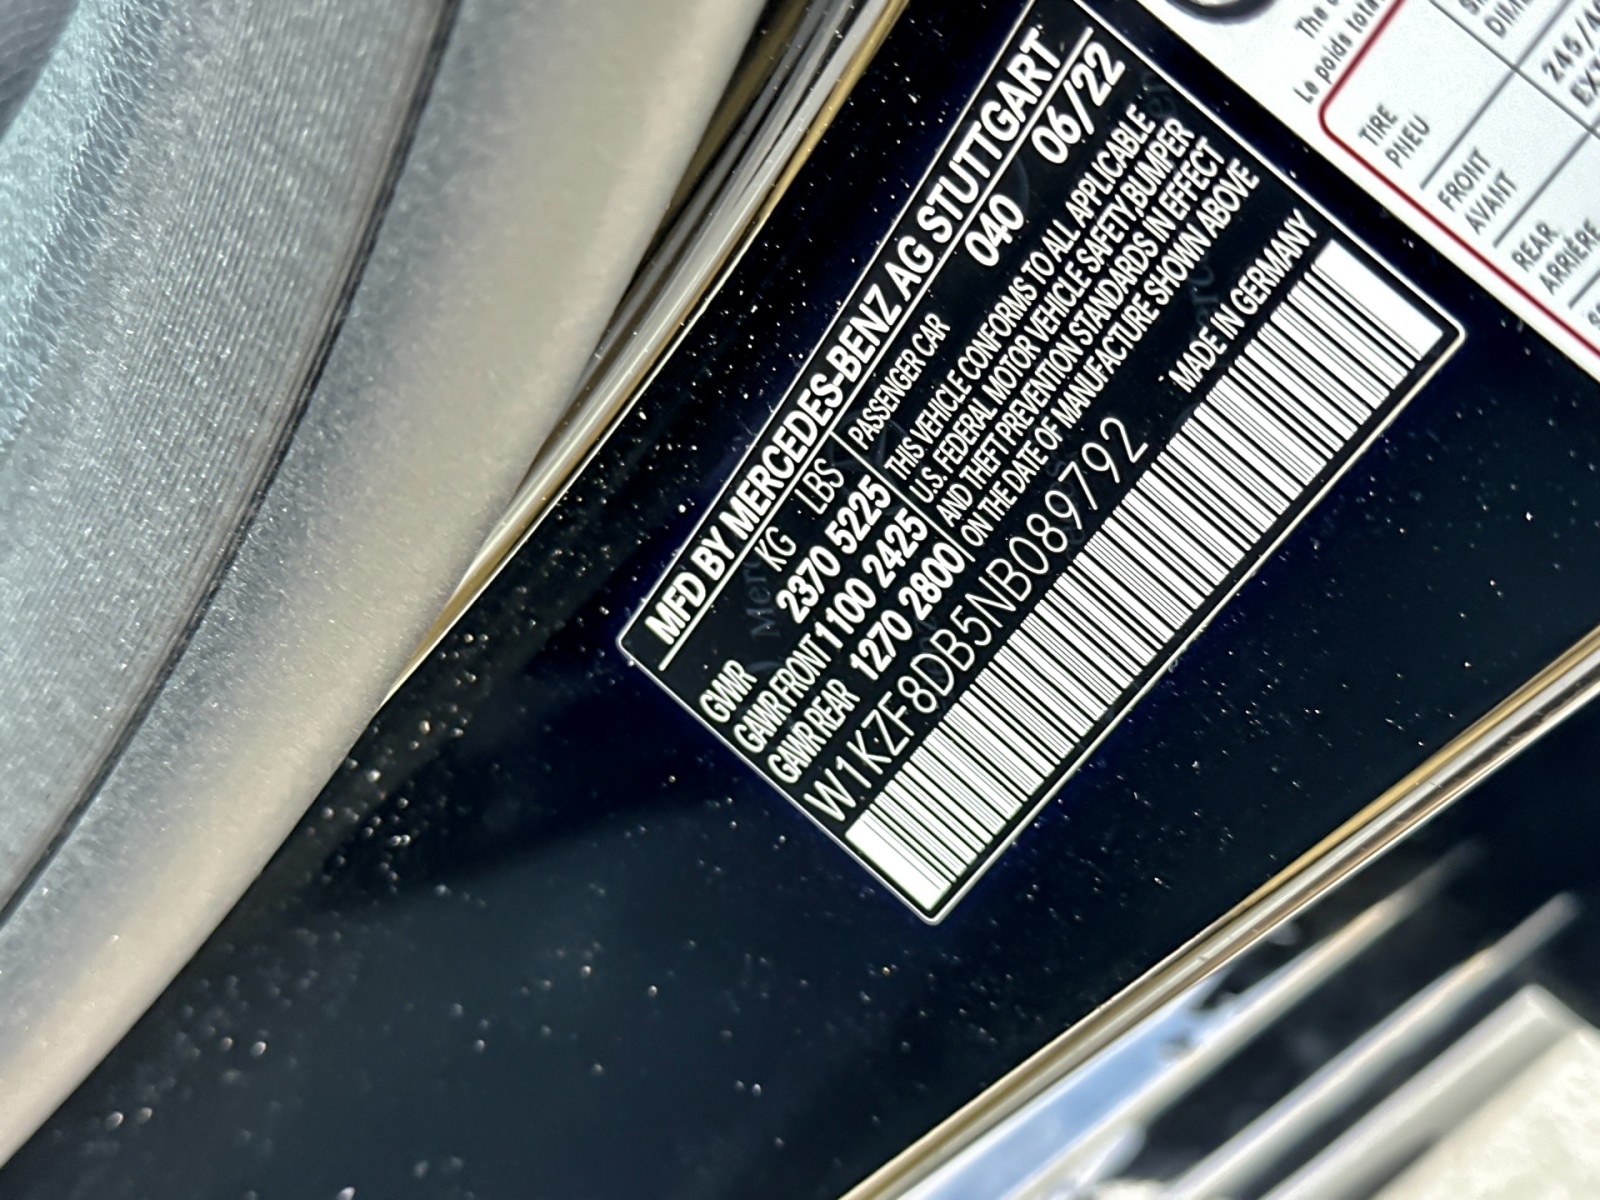 MFD BY MERCEDES-BENZ AG STUTTGART
KG LBS 040 06/22
GVWR 2370 5225 PASSENGER CAR
GAWR FRONT 1100 2425
GAWR REAR 1270 2800
THIS VEHICLE CONFORMS TO ALL APPLICABLE
U.S. FEDERAL MOTOR VEHICLE SAFETY,BUMPER
AND THEFT PREVENTION STANDARDS IN EFFECT
ON THE DATE OF MANUFACTURE SHOWN ABOVE
W1KZF8DB5NB089792 MADE IN GERMANY
The
Le poids
TIRE
PNEU
FRONT
AVANT
REAR
ARRIÈRE